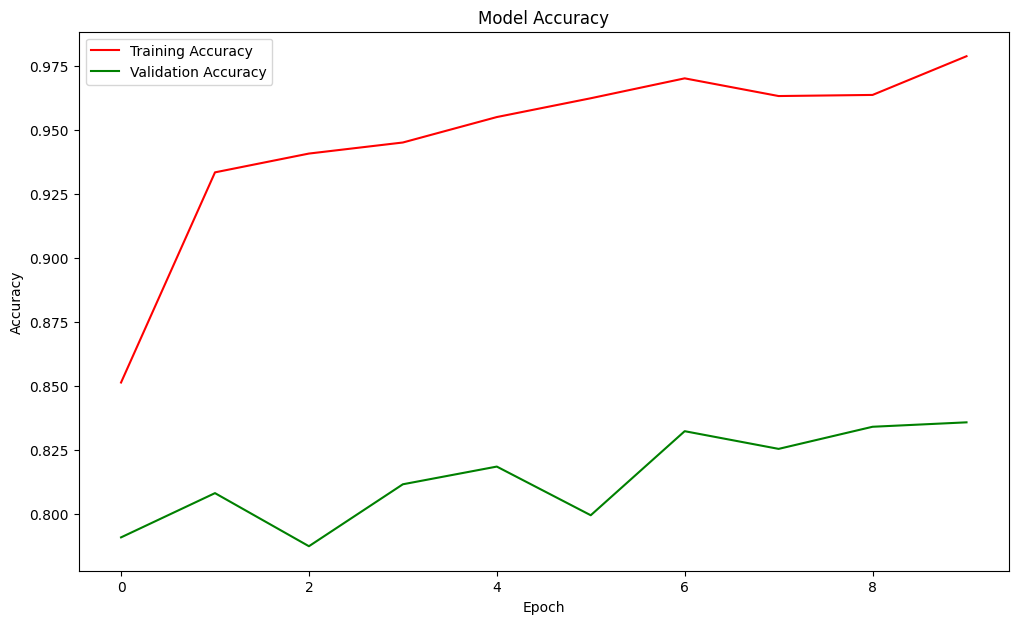 Model Accuracy
Training Accuracy
Validation Accuracy
0.975
0.950
0.925
0.900
0.875
0.850
0.825
0.800
Accuracy
0 2 4 6 8
Epoch